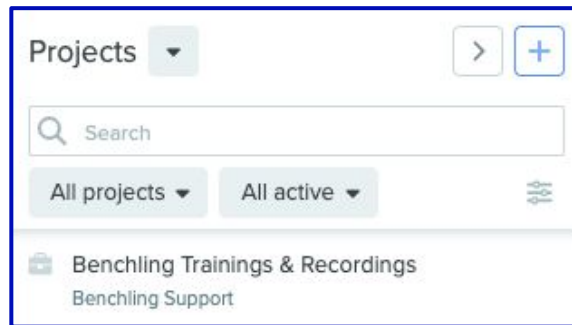 Projects
Search
All projects All active
Benchling Trainings & Recordings
Benchling Support